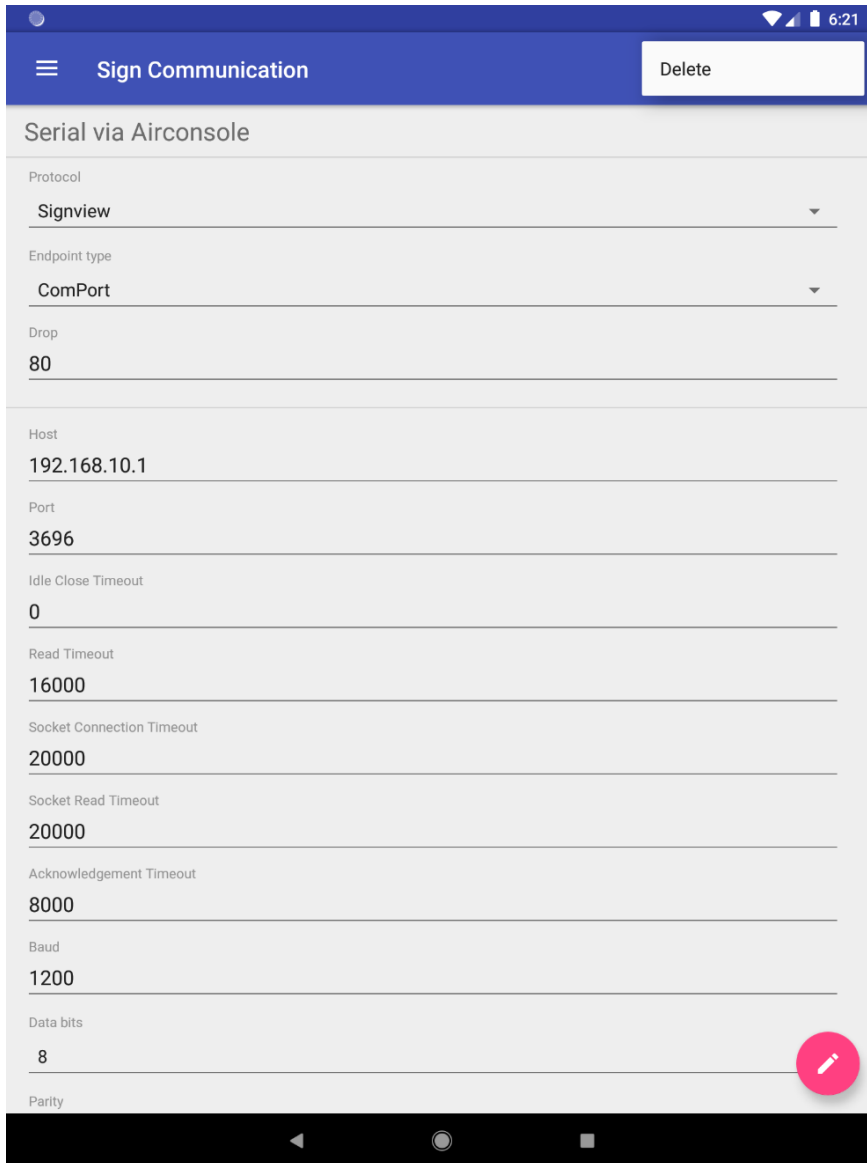 6:21
Sign Communication
Delete
Serial via Airconsole
Protocol
Signview
Endpoint type
ComPort
Drop
80
Host
192.168.10.1
Port
3696
Idle Close Timeout
0
Read Timeout
16000
Socket Connection Timeout
20000
Socket Read Timeout
20000
Acknowledgement Timeout
8000
Baud
1200
Data bits
8
Parity